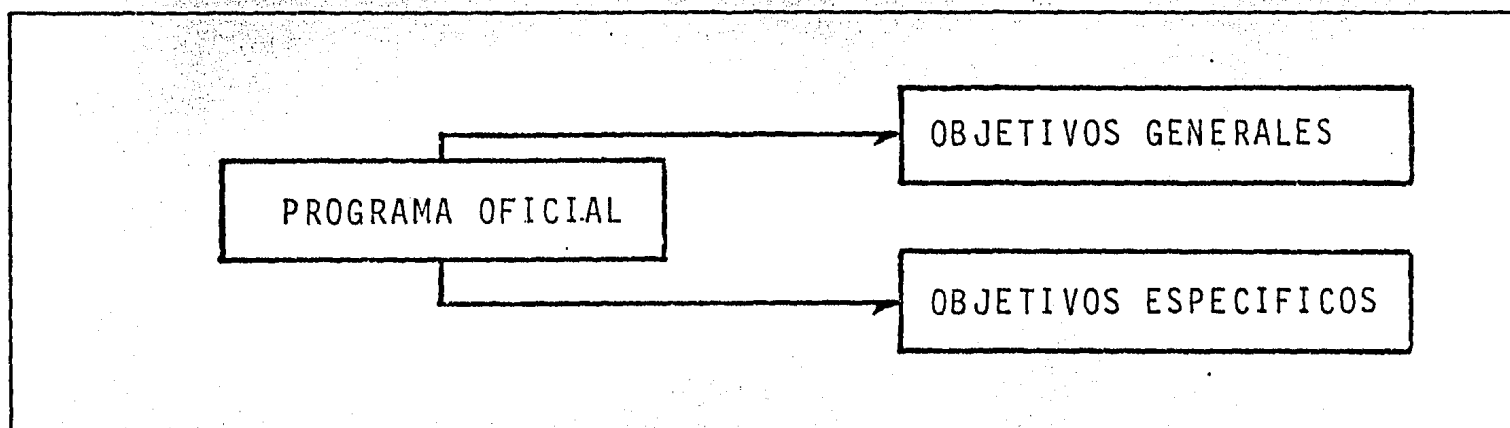 OBJETIVOS GENERALES
PROGRAMA OFICIAL
OBJETIVOS ESPECIFICOS